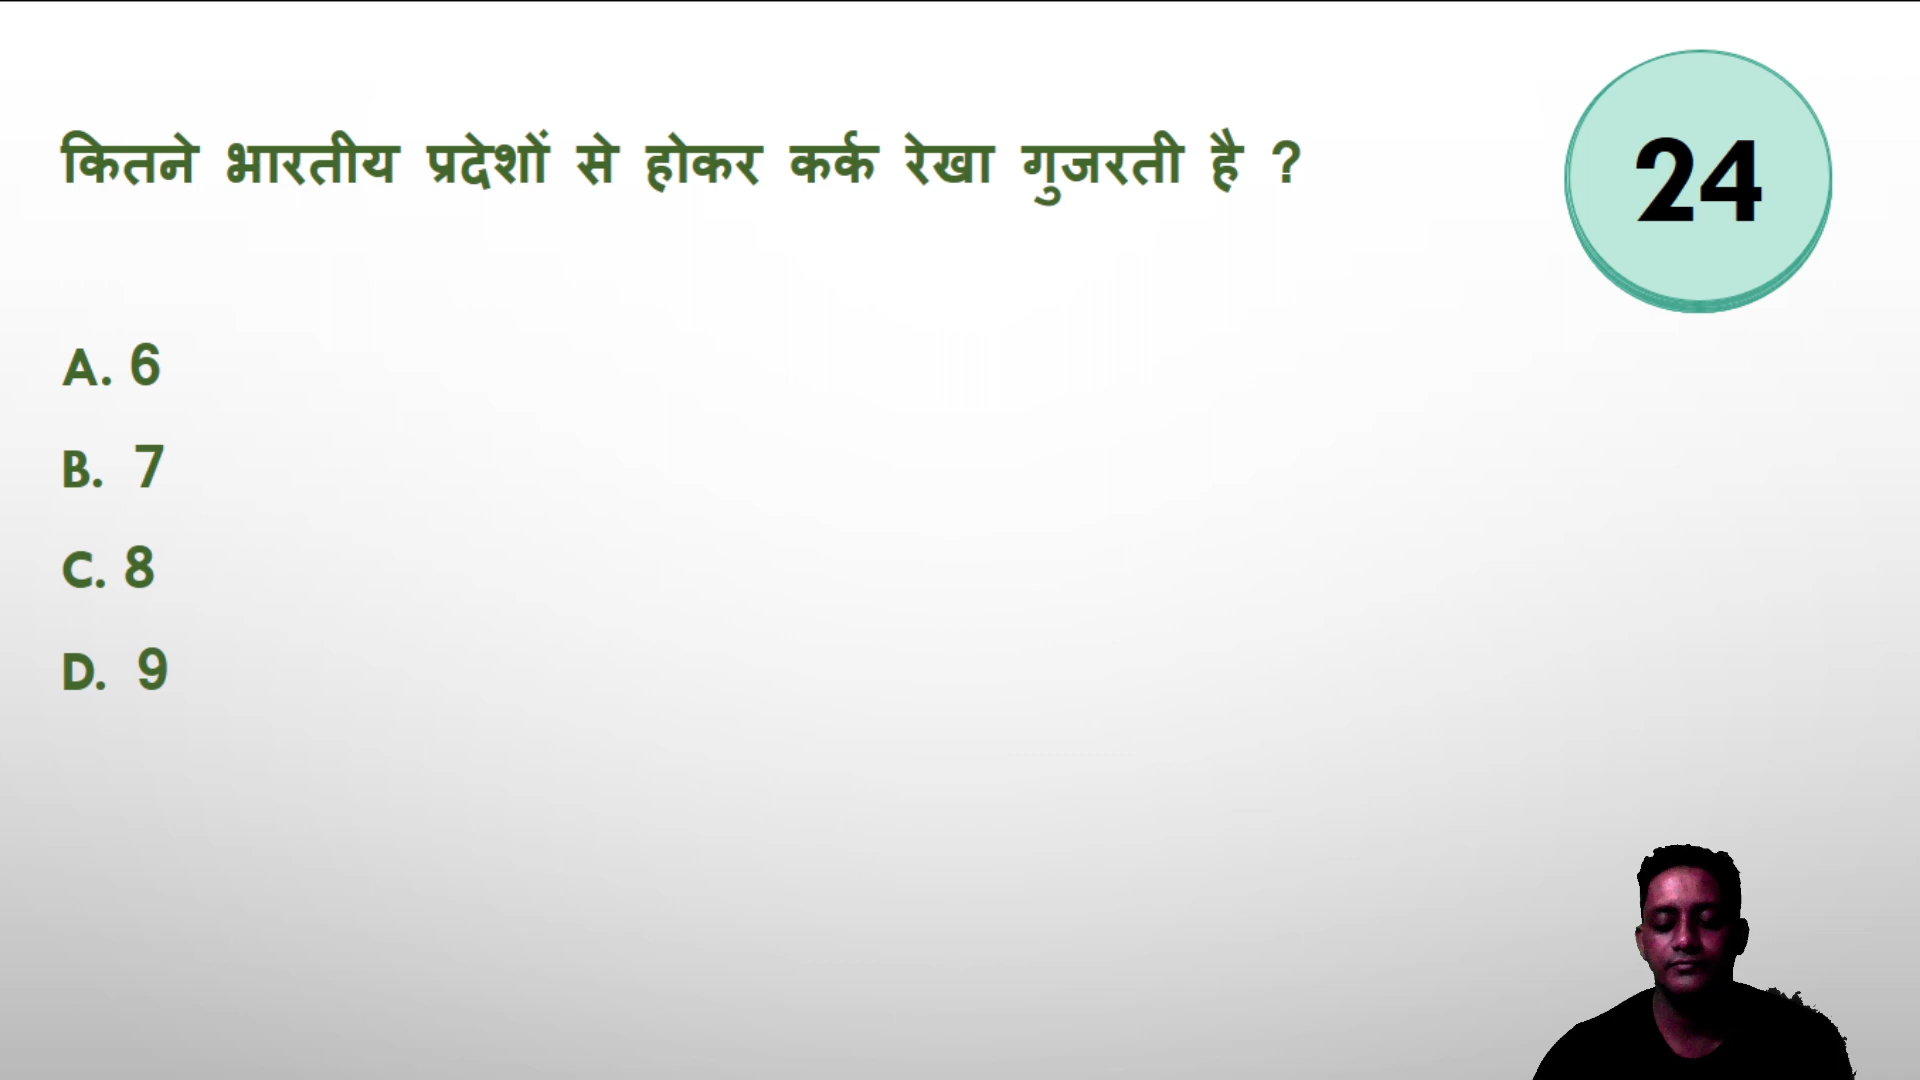 कितने भारतीय प्रदेशों से होकर कर्क रेखा गुजरती है ?
24
A. 6
B. 7
C. 8
D. 9